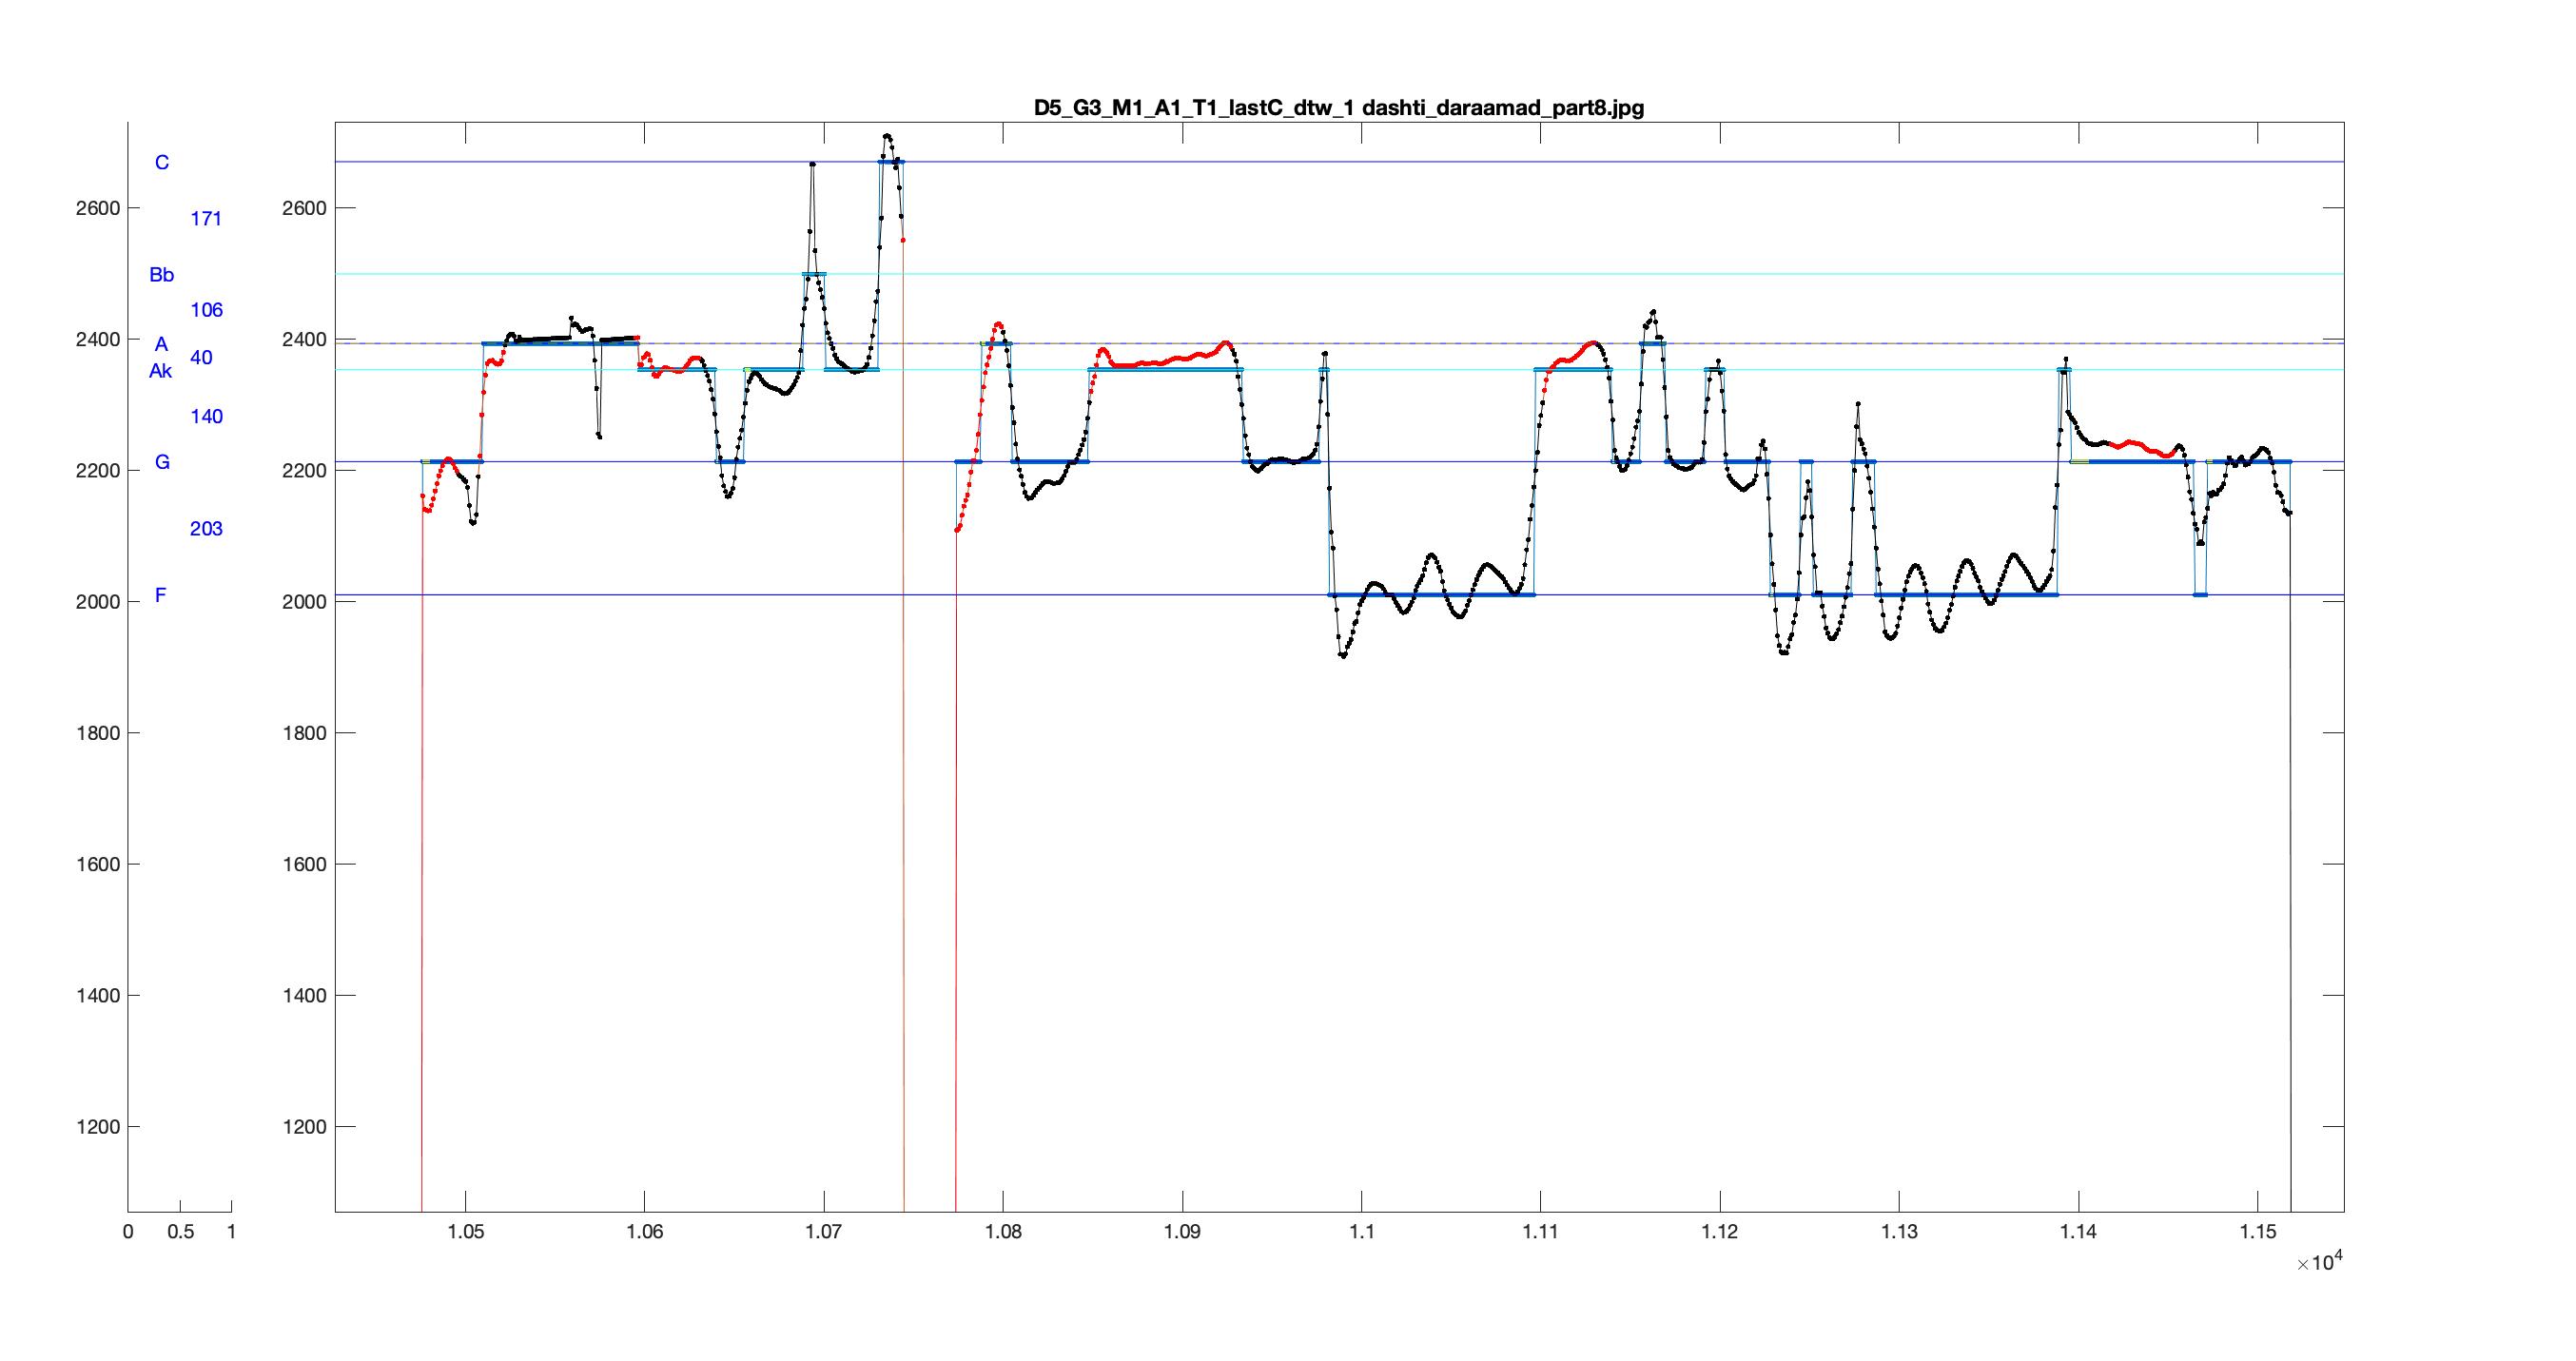 D5_G3_M1_A1_T1_lastC_dtw_1 dashti_daraamad_part8.jpg
C
2600 171 2600
Bb
106
2400 A 2400
40
Ak
140
2200 G 2200
203
2000 F 2000
1800 1800
1600 1600
1400 1400
1200 1200
0 0.5 1 1.05 1.06 1.07 1.08 1.09 1.1 1.11 1.12 1.13 1.14 1.15
×10⁴